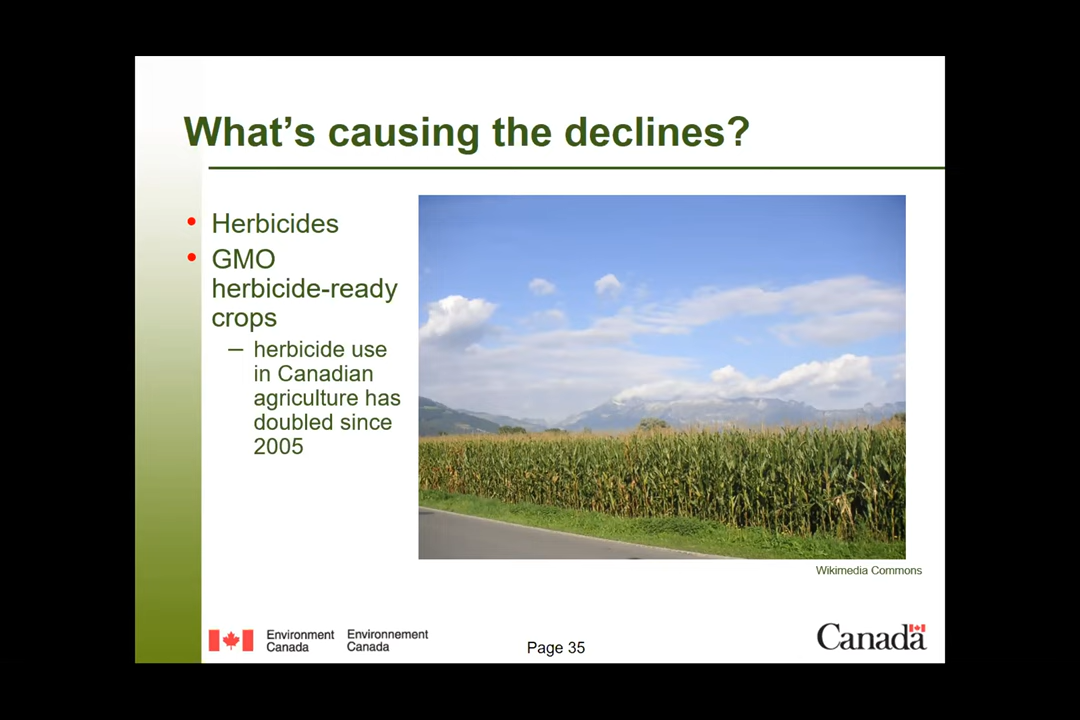 What's causing the declines?
• Herbicides
• GMO
herbicide-ready
crops
– herbicide use
in Canadian
agriculture has
doubled since
2005
Wikimedia Commons
Environment Environnement
Canada Canada
Page 35
Canada